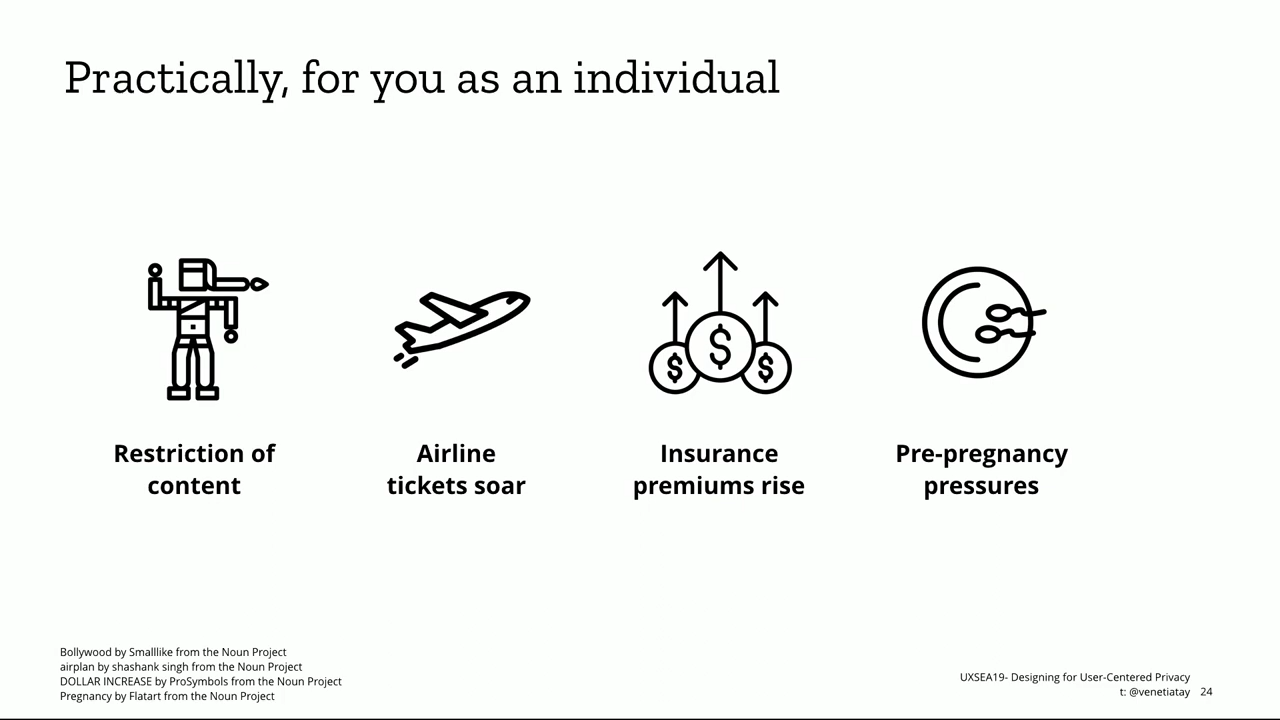 Practically, for you as an individual
Restriction of
content
Airline
tickets soar
Insurance
premiums rise
Pre-pregnancy
pressures
$ $ $
Bollywood by Smalllike from the Noun Project
airplan by shashank singh from the Noun Project
DOLLAR INCREASE by ProSymbols from the Noun Project
Pregnancy by Flatart from the Noun Project
UXSEA19- Designing for User-Centered Privacy
t: @venetiatay 24